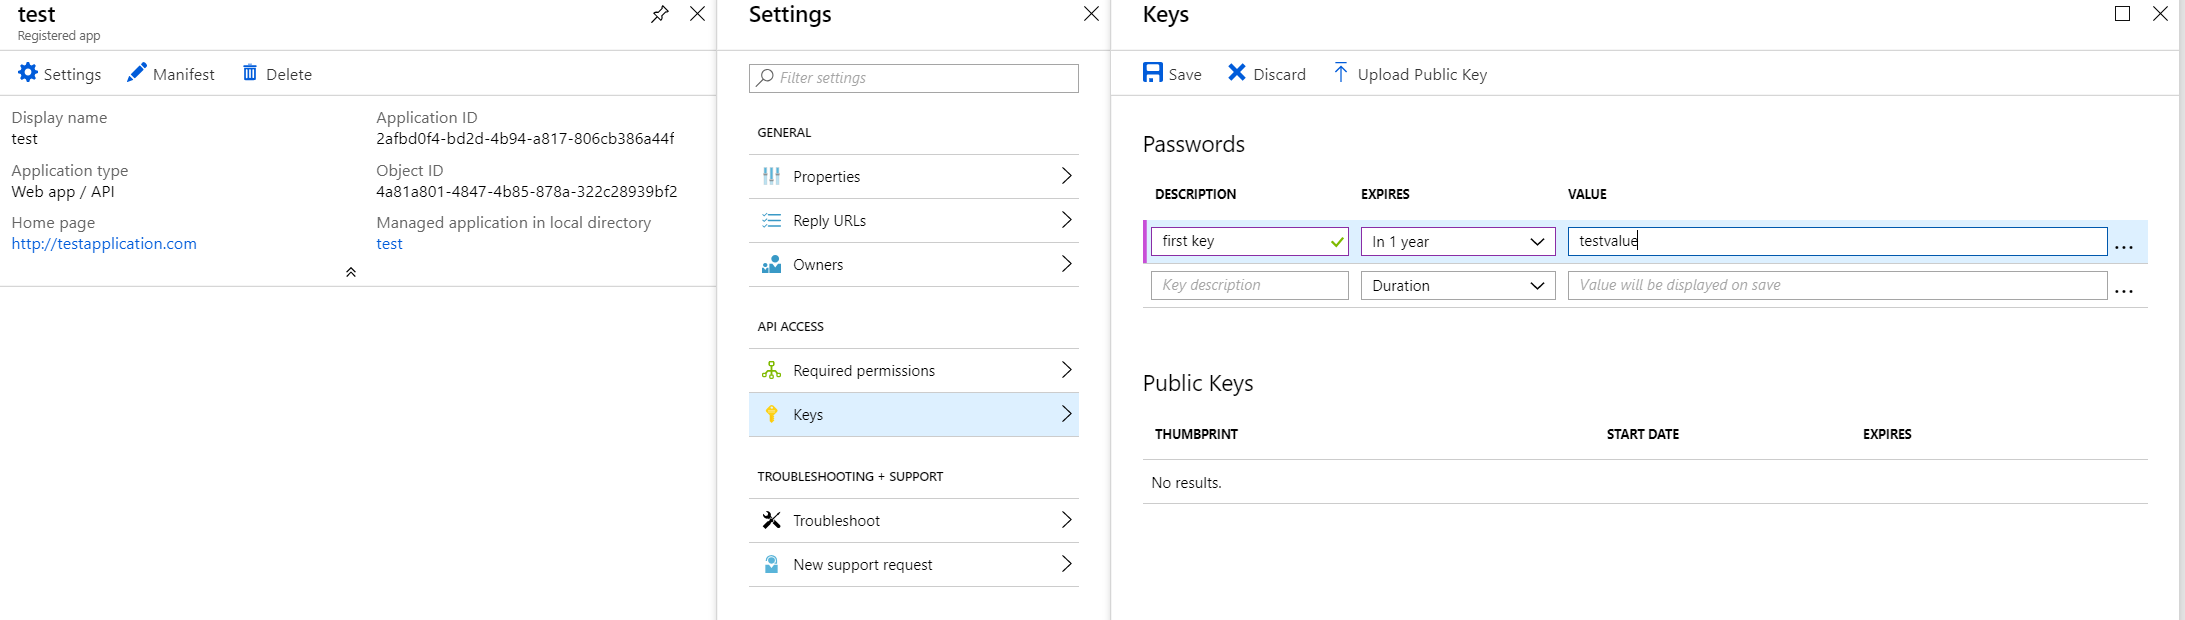 test
Registered app
Settings Manifest Delete
Display name
test
Application type
Web app / API
Home page
http://testapplication.com
Application ID
2afbd0f4-bd2d-4b94-a817-806cb386a44f
Object ID
4a81a801-4847-4b85-878a-322c28939bf2
Managed application in local directory
test
Settings
Filter settings
GENERAL
Properties
Reply URLs
Owners
API ACCESS
Required permissions
Keys
TROUBLESHOOTING + SUPPORT
Troubleshoot
New support request
Keys
Save Discard Upload Public Key
Passwords
DESCRIPTION EXPIRES VALUE
first key In 1 year testvalue ...
Key description Duration Value will be displayed on save ...
Public Keys
THUMBPRINT START DATE EXPIRES
No results.